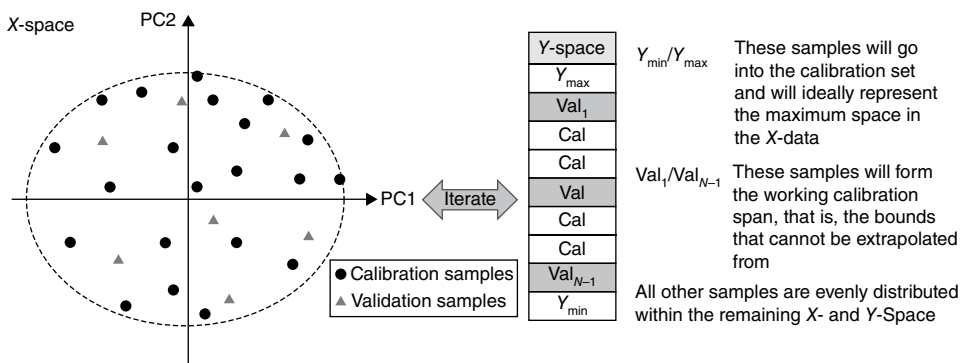 X-space
PC2
PC1
Calibration samples
Validation samples
Iterate
Y-space
Ymax
Val1
Cal
Cal
Val
Cal
Cal
ValN–1
Ymin
Ymin/Ymax
These samples will go
into the calibration set
and will ideally represent
the maximum space in
the X-data
Val1/ValN–1
These samples will form
the working calibration
span, that is, the bounds
that cannot be extrapolated
from
All other samples are evenly distributed
within the remaining X- and Y-Space